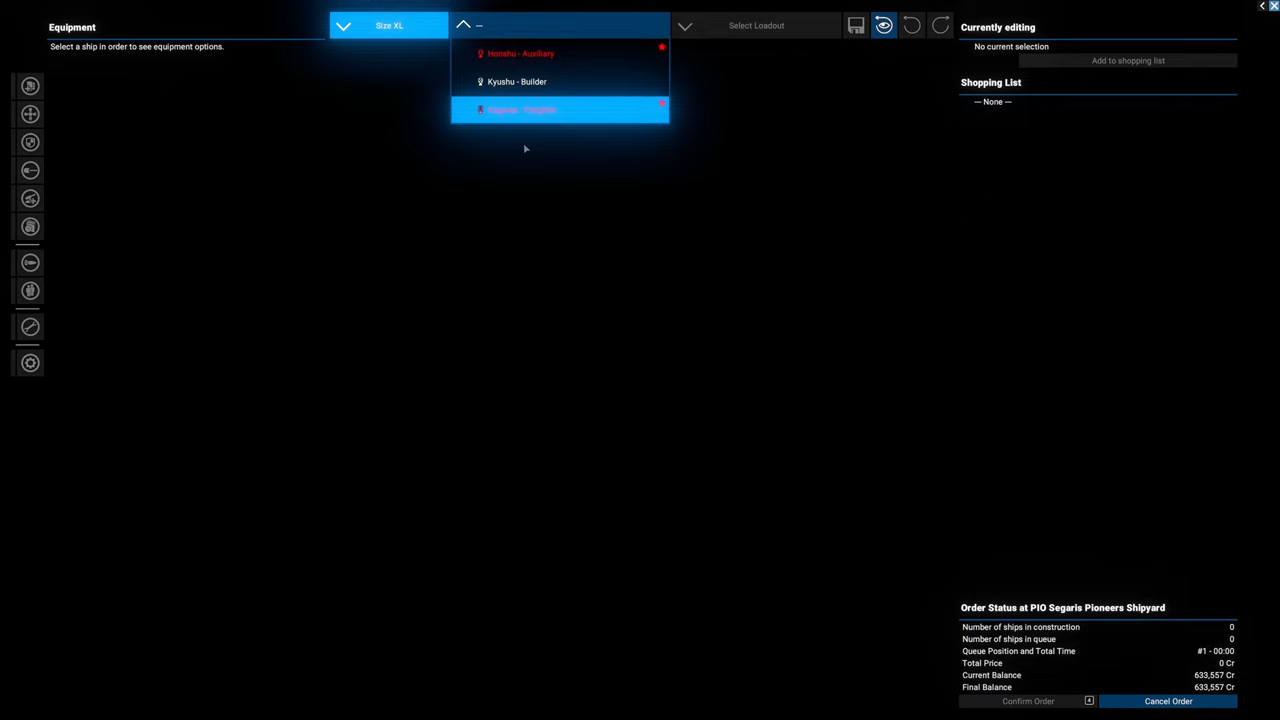 Equipment
Select a ship in order to see equipment options.
Size XL
—
Honshu - Auxiliary
Kyushu - Builder
Select Loadout
Currently editing
No current selection
Add to shopping list
Shopping List
— None —
Order Status at PIO Segaris Pioneers Shipyard
Number of ships in construction 0
Number of ships in queue 0
Queue Position and Total Time #1 - 00:00
Total Price 0 Cr
Current Balance 633,557 Cr
Final Balance 633,557 Cr
Confirm Order
Cancel Order